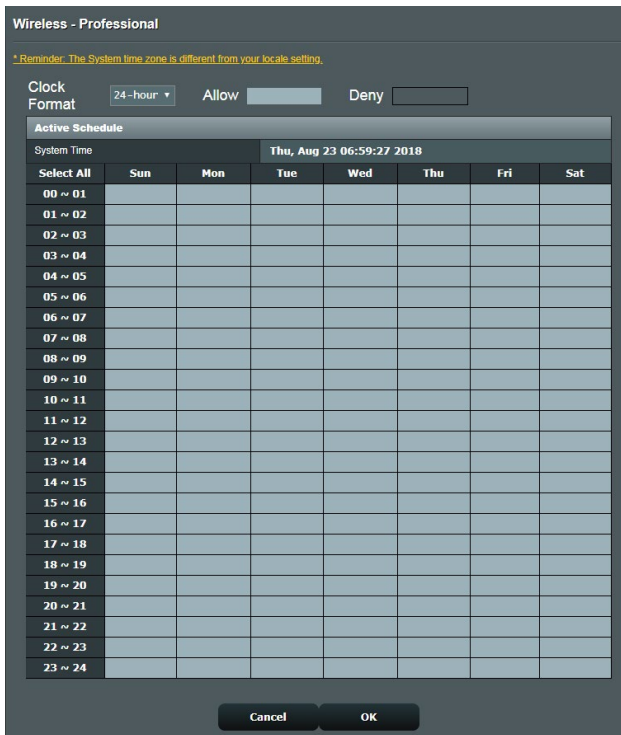 Wireless - Professional
* Reminder: The System time zone is different from your locale setting.
Clock Format 24-hour Allow Deny
Active Schedule
System Time Thu, Aug 23 06:59:27 2018
Select All Sun Mon Tue Wed Thu Fri Sat
00 ~ 01
01 ~ 02
02 ~ 03
03 ~ 04
04 ~ 05
05 ~ 06
06 ~ 07
07 ~ 08
08 ~ 09
09 ~ 10
10 ~ 11
11 ~ 12
12 ~ 13
13 ~ 14
14 ~ 15
15 ~ 16
16 ~ 17
17 ~ 18
18 ~ 19
19 ~ 20
20 ~ 21
21 ~ 22
22 ~ 23
23 ~ 24
Cancel OK